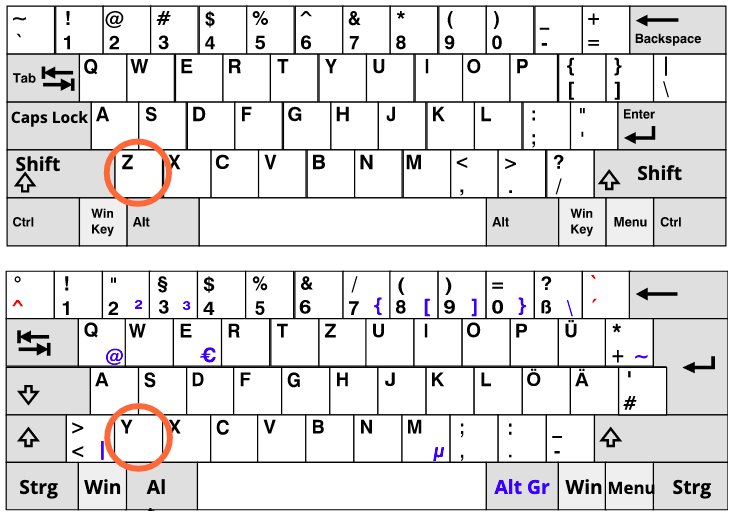 ~ ! @ # $ % ^ & * ( ) _ +
` 1 2 3 4 5 6 7 8 9 0 - = Backspace
Tab Q W E R T Y U I O P { } |
[ ] \
Caps Lock A S D F G H J K L : " Enter
; '
Shift Z X C V B N M < > ? Shift
, . /
Ctrl Win Key Alt Alt Win Key Menu Ctrl
° ! " § $ % & / ( ) = ? `
^ 1 2 ² 3 ³ 4 5 6 7 { 8 [ 9 ] 0 } ß \ ´
Q W E R T Z U I O P Ü *
@ € + ~
A S D F G H J K L Ö Ä '
#
> Y X C V B N M ; : _
< | µ , . -
Strg Win Al Alt Gr Win Menu Strg